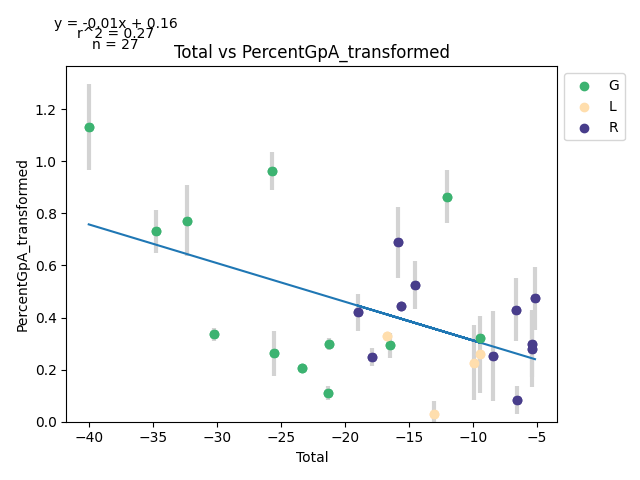 y = -0.01x + 0.16
r^2 = 0.27
n = 27
Total vs PercentGpA_transformed
G
L
R
PercentGpA_transformed
1.2
1.0
0.8
0.6
0.4
0.2
0.0
−40
−35
−30
−25
−20
−15
−10
−5
Total